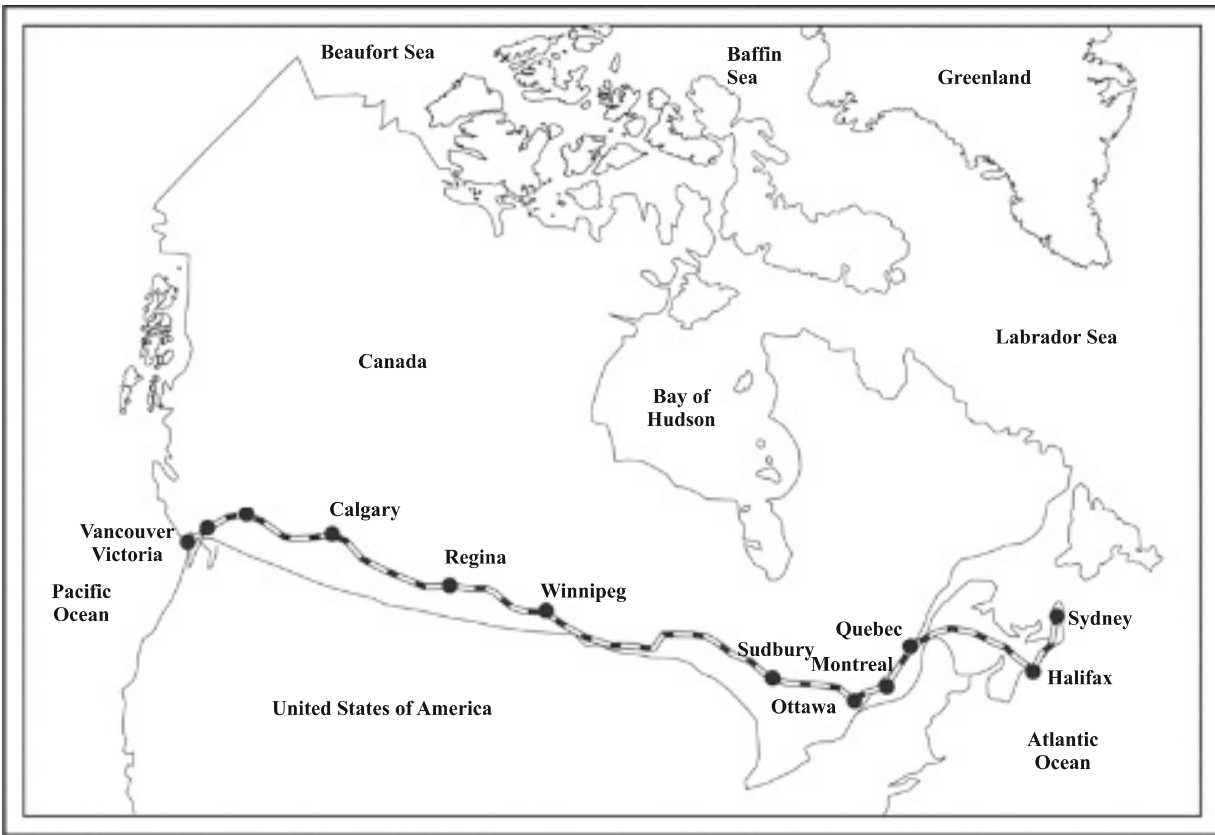 Beaufort Sea
Baffin
Sea
Greenland
Canada
Labrador Sea
Bay of
Hudson
Vancouver
Victoria
Calgary
Pacific
Ocean
Regina
Winnipeg
Sudbury
Quebec
Montreal
Ottawa
Sydney
Halifax
United States of America
Atlantic
Ocean